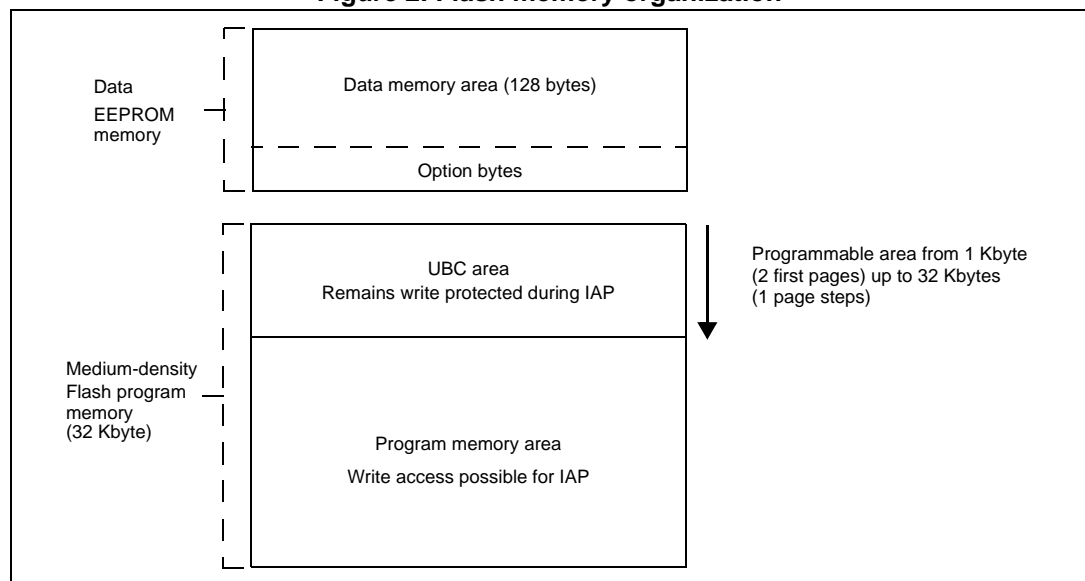 Figure 2. Flash memory organization
Data
EEPROM
memory
Data memory area (128 bytes)
Option bytes
UBC area
Remains write protected during IAP
Programmable area from 1 Kbyte
(2 first pages) up to 32 Kbytes
(1 page steps)
Medium-density
Flash program
memory
(32 Kbyte)
Program memory area
Write access possible for IAP